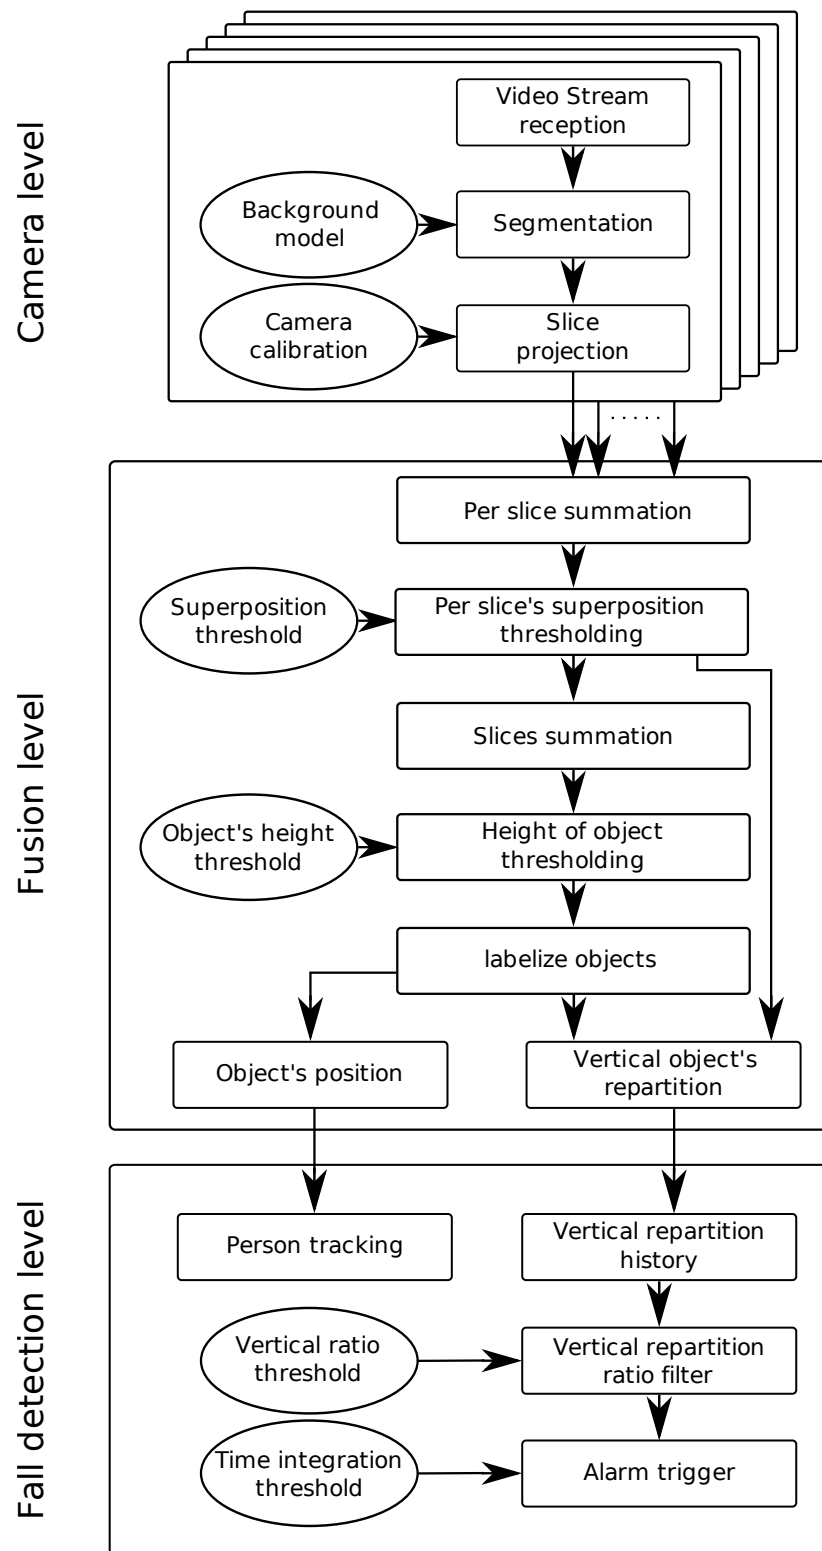 Camera level
Video Stream
reception
Background
model
Segmentation
Camera
calibration
Slice
projection
.....
Fusion level
Per slice summation
Superposition
threshold
Per slice's superposition
thresholding
Slices summation
Object's height
threshold
Height of object
thresholding
labelize objects
Object's position
Vertical object's
repartition
Fall detection level
Person tracking
Vertical repartition
history
Vertical ratio
threshold
Vertical repartition
ratio filter
Time integration
threshold
Alarm trigger